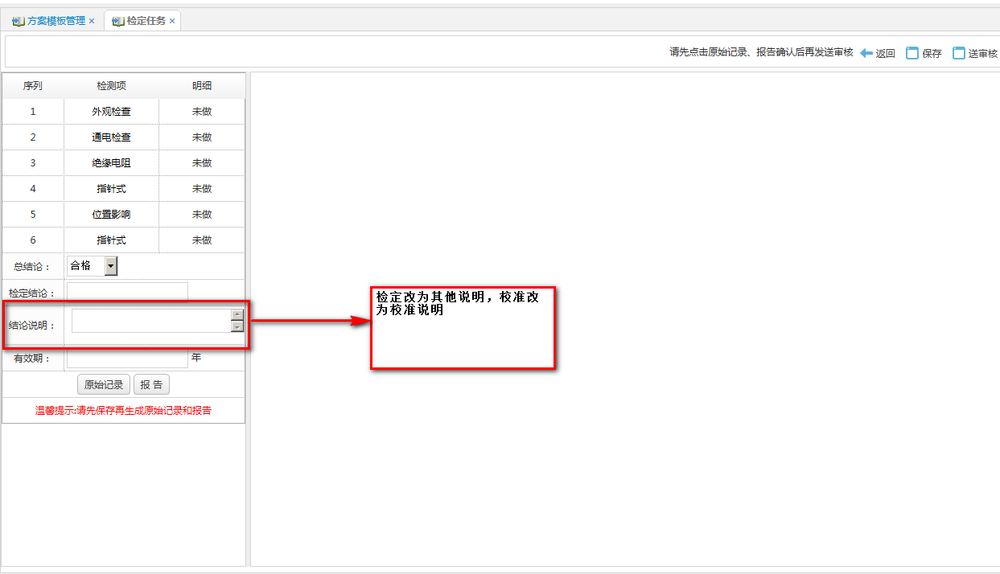 方案模板管理 × 检定任务 ×
请先点击原始记录、报告确认后再发送审核 返回 保存 送审核
序列 检测项 明细
1 外观检查 未做
2 通电检查 未做
3 绝缘电阻 未做
4 指针式 未做
5 位置影响 未做
6 指针式 未做
总结论： 合格
检定结论：
结论说明：
有效期： 年
原始记录 报 告
温馨提示:请先保存再生成原始记录和报告
检定改为其他说明，校准改
为校准说明